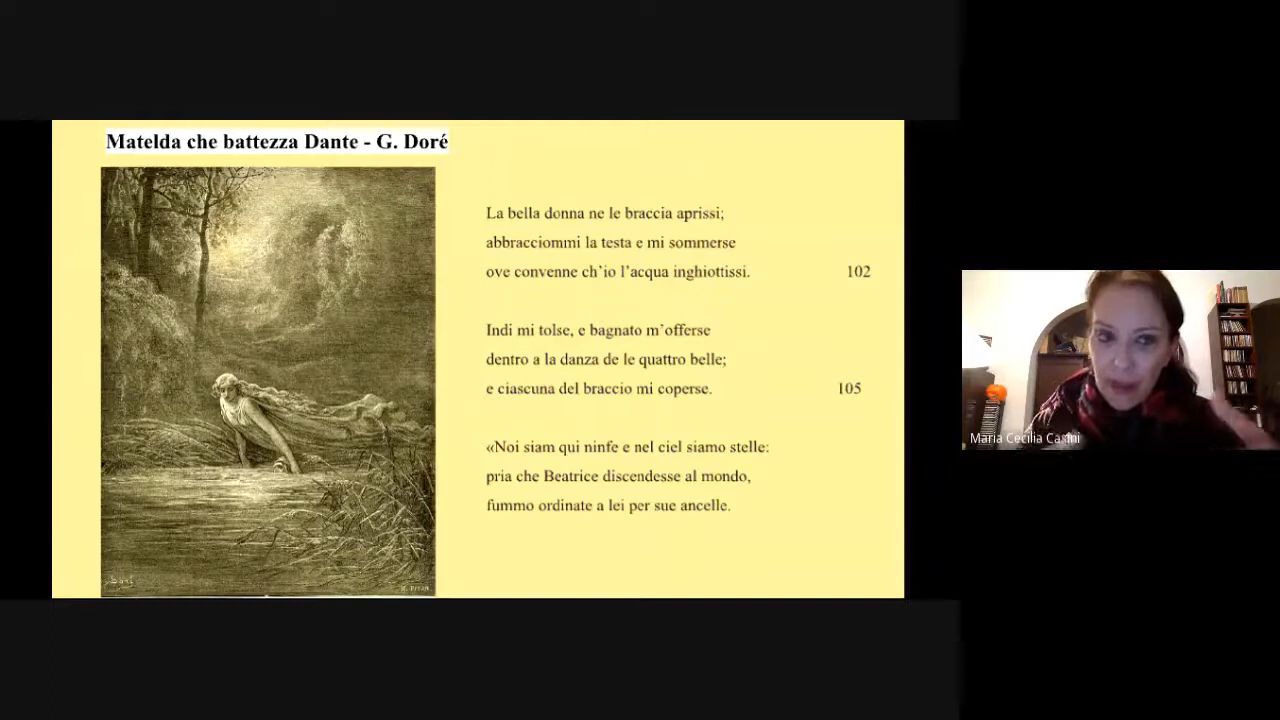 Matelda che battezza Dante - G. Doré
La bella donna ne le braccia aprissi;
abbracciommi la testa e mi sommerse
ove convenne ch’io l’acqua inghiottissi. 102
Indi mi tolse, e bagnato m’offerse
dentro a la danza de le quattro belle;
e ciascuna del braccio mi coperse. 105
«Noi siam qui ninfe e nel ciel siamo stelle:
pria che Beatrice discendesse al mondo,
fummo ordinate a lei per sue ancelle.
Maria Cecilia Casini